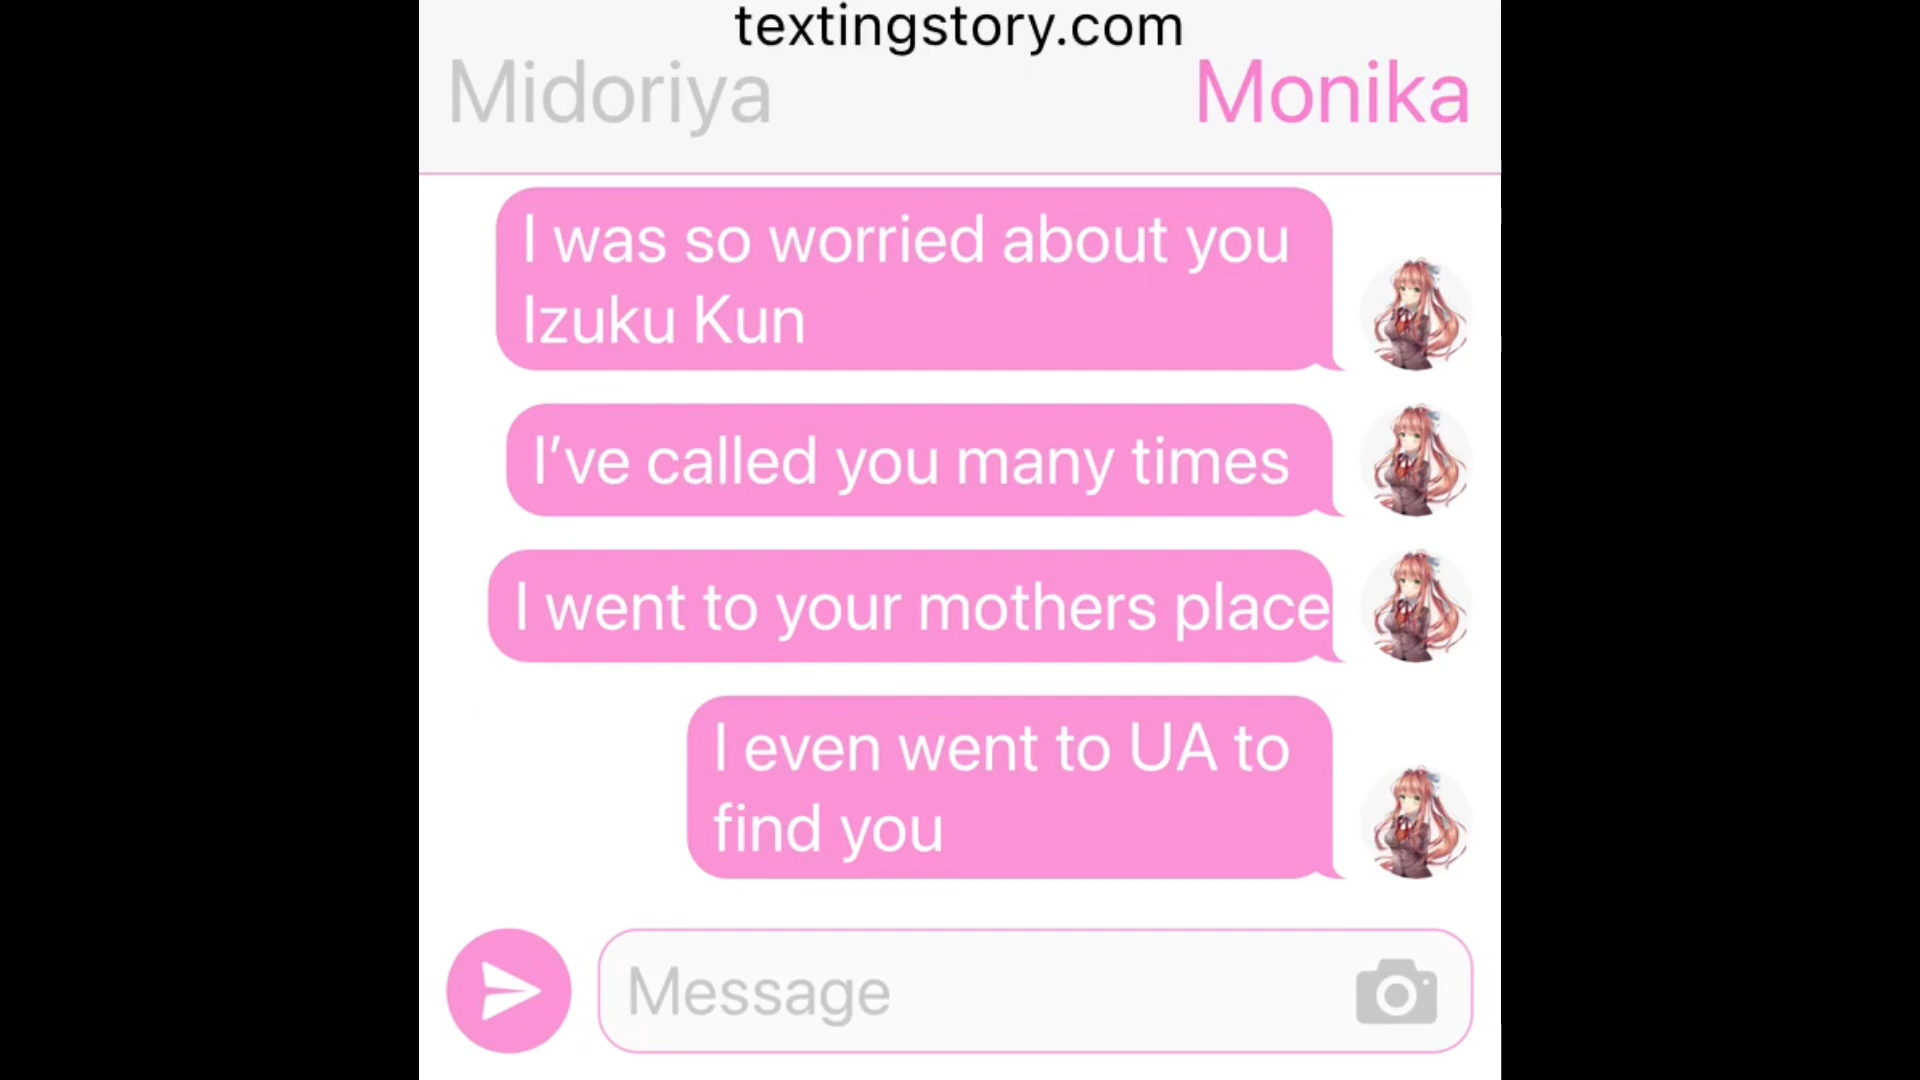 textingstory.com
Midoriya
Monika
I was so worried about you
Izuku Kun
I’ve called you many times
I went to your mothers place
I even went to UA to
find you
Message